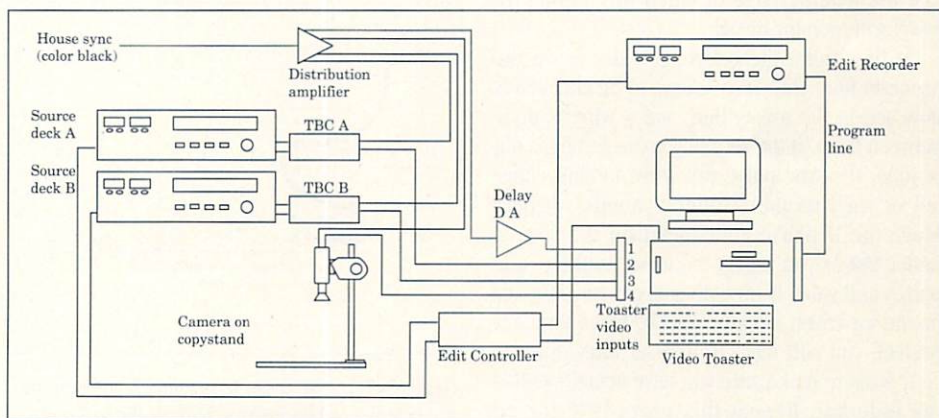 House sync
(color black)
Distribution
amplifier
Edit Recorder
Source
deck A
TBC A
Program
line
Source
deck B
TBC B
Delay
D A
1
2
3
4
Camera on
copystand
Edit Controller
Toaster
video
inputs
Video Toaster